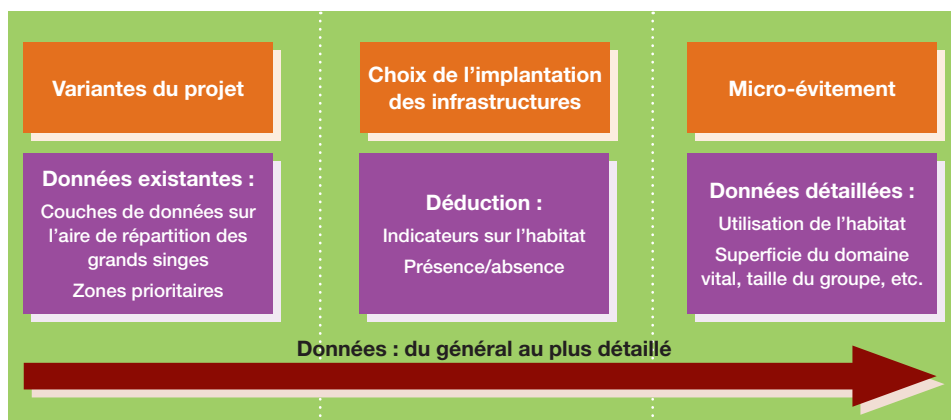 Variantes du projet
Données existantes :
Couches de données sur
l'aire de répartition des
grands singes
Zones prioritaires
Choix de l'implantation
des infrastructures
Déduction :
Indicateurs sur l'habitat
Présence/absence
Micro-évitement
Données détaillées :
Utilisation de l'habitat
Superficie du domaine
vital, taille du groupe, etc.
Données : du général au plus détaillé